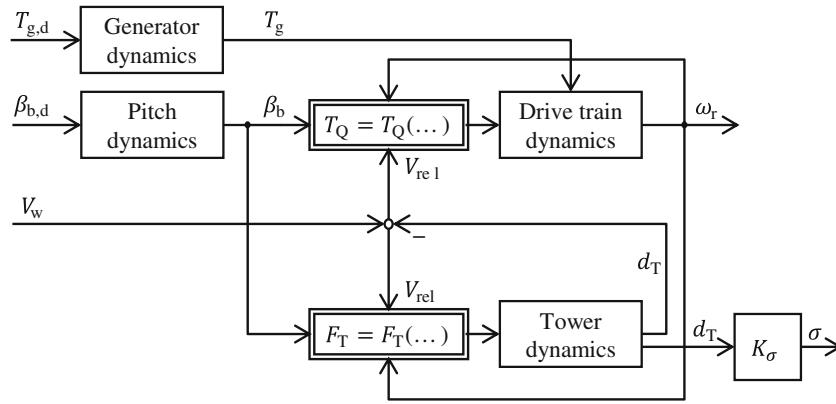 T_g,d
Generator dynamics
T_g
β_b,d
Pitch dynamics
β_b
T_Q = T_Q(…)
Drive train dynamics
ω_r
V_re l
V_w
−
d_T
V_rel
F_T = F_T(…)
Tower dynamics
d_T
K_σ
σ